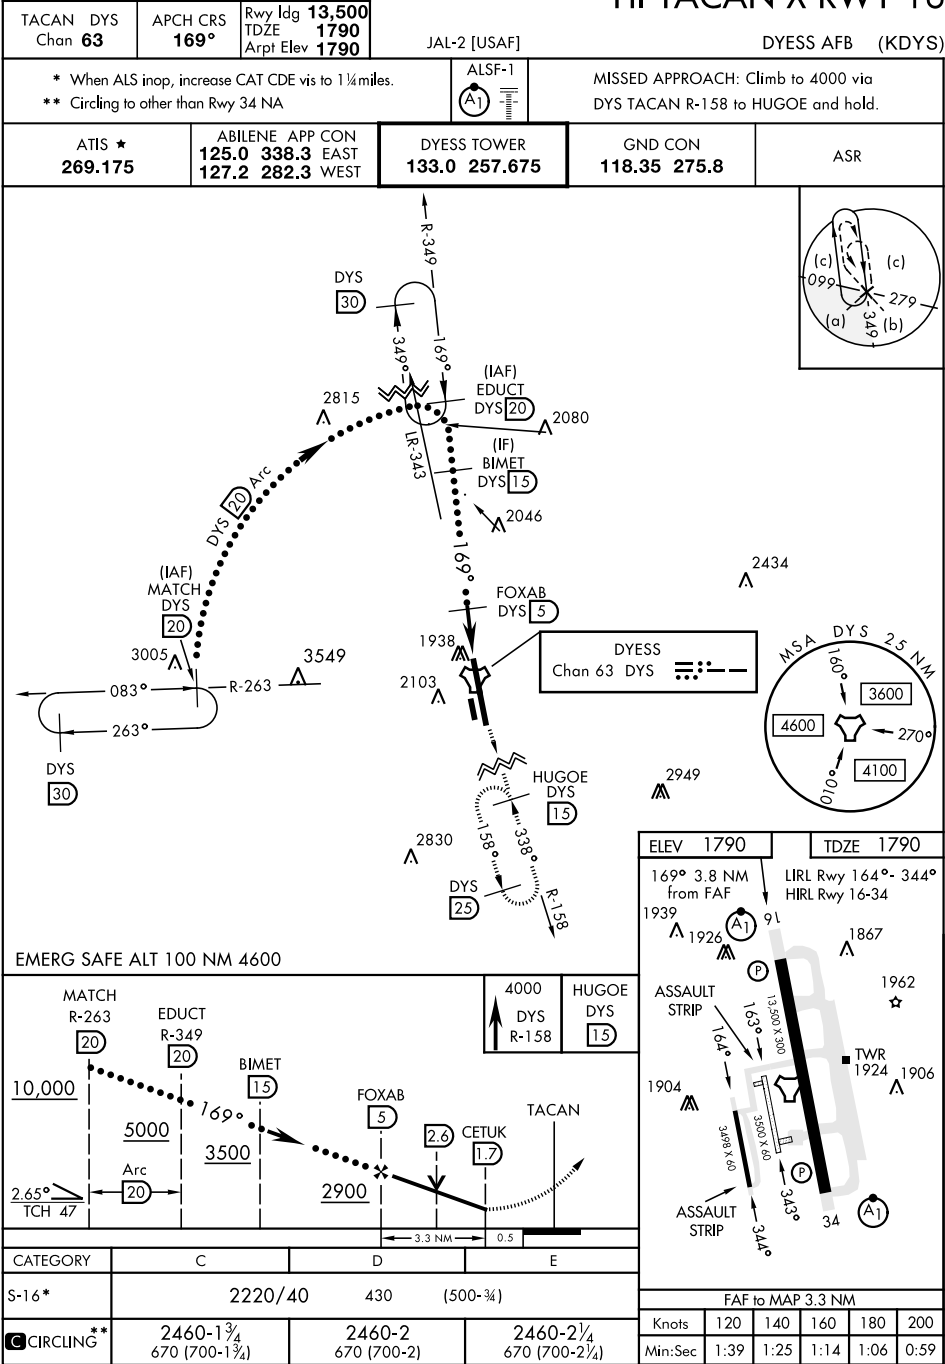 HI-TACAN X RWY 16
TACAN DYS
Chan 63
APCH CRS
169°
Rwy ldg 13,500
TDZE 1790
Arpt Elev 1790
JAL-2 [USAF]
DYESS AFB (KDYS)
* When ALS inop, increase CAT CDE vis to 1¼ miles.
** Circling to other than Rwy 34 NA
ALSF-1
A1
MISSED APPROACH: Climb to 4000 via
DYS TACAN R-158 to HUGOE and hold.
ATIS ★
269.175
ABILENE APP CON
125.0 338.3 EAST
127.2 282.3 WEST
DYESS TOWER
133.0 257.675
GND CON
118.35 275.8
ASR
R-349
DYS
30
349°
169°
(IAF)
EDUCT
DYS 20
2815
2080
LR-343
(IF)
BIMET
DYS 15
2046
DYS 20 Arc
169°
(IAF)
MATCH
DYS
20
3005
3549
083°
R-263
263°
DYS
30
FOXAB
DYS 5
1938
2103
2434
DYESS
Chan 63 DYS
HUGOE
DYS
15
2949
158°
338°
2830
DYS
25
R-158
(c)
(c)
099
279
(a)
349
(b)
MSA DYS 25 NM
160°
3600
4600
270°
4100
010°
EMERG SAFE ALT 100 NM 4600
MATCH
R-263
20
EDUCT
R-349
20
BIMET
15
FOXAB
5
2.6
CETUK
1.7
TACAN
4000
DYS
R-158
HUGOE
DYS
15
10,000
169°
5000
3500
2900
Arc
20
2.65°
TCH 47
3.3 NM
0.5
ELEV 1790
TDZE 1790
169° 3.8 NM
from FAF
LIRL Rwy 164°- 344°
HIRL Rwy 16-34
1939
1926
A1
16
1867
P
1962
ASSAULT
STRIP
13,500 X 300
163°
164°
TWR
1924
1906
1904
3500 X 60
3498 X 60
P
ASSAULT
STRIP
343°
344°
34
A1
CATEGORY C D E
S-16* 2220/40 430 (500-¾)
C CIRCLING** 2460-1¾ 2460-2 2460-2¼
670 (700-1¾) 670 (700-2) 670 (700-2¼)
FAF to MAP 3.3 NM
Knots 120 140 160 180 200
Min:Sec 1:39 1:25 1:14 1:06 0:59